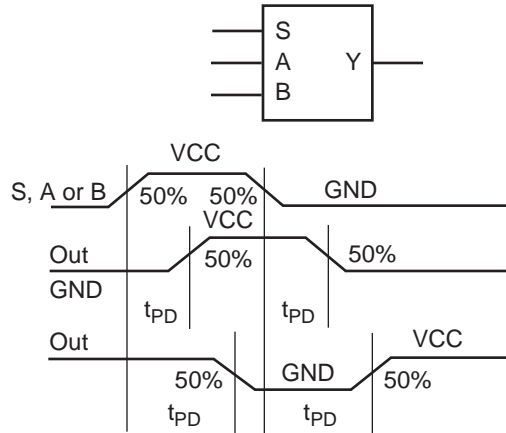 S
A Y
B
VCC
S, A or B
50% 50%
GND
VCC
Out
50% 50%
GND
tPD tPD
Out
VCC
50% GND 50%
tPD tPD